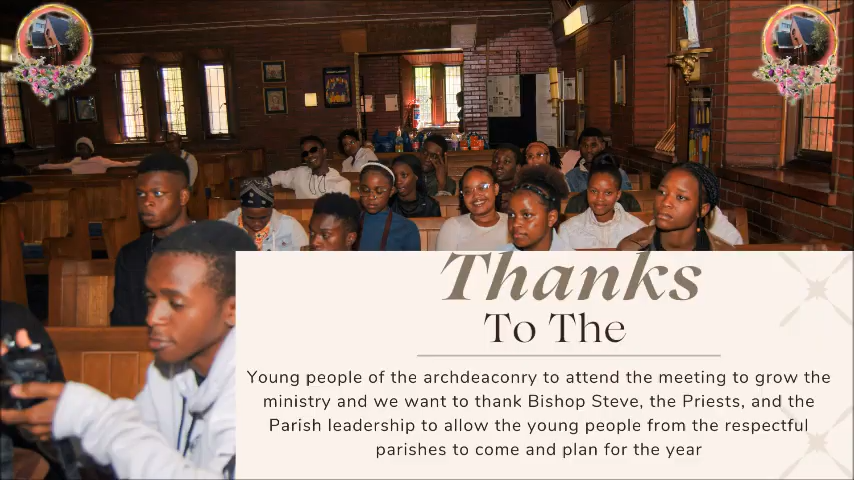 Thanks
To The
Young people of the archdeaconry to attend the meeting to grow the
ministry and we want to thank Bishop Steve, the Priests, and the
Parish leadership to allow the young people from the respectful
parishes to come and plan for the year